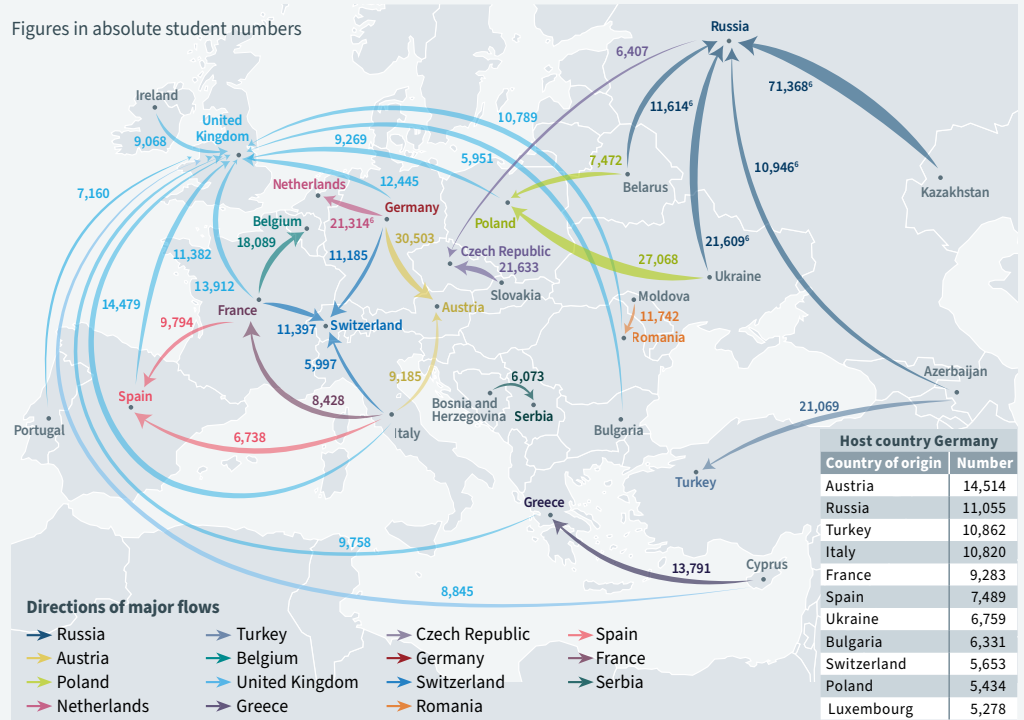 Figures in absolute student numbers
Russia
6,407
71,368⁶
Ireland
11,614⁶
United
Kingdom
10,789
9,068
9,269
5,951
7,472
10,946⁶
7,160
Netherlands
12,445
Belarus
Kazakhstan
Germany
Belgium
21,314⁶
Poland
18,089
30,503
21,609⁶
11,382
11,185
Czech Republic
21,633
27,068
Ukraine
13,912
Slovakia
Moldova
14,479
France
Austria
11,742
9,794
11,397
Switzerland
Romania
5,997
Azerbaijan
9,185
6,073
Spain
8,428
Bosnia and
Herzegovina
Serbia
21,069
Portugal
6,738
Italy
Bulgaria
Turkey
Greece
9,758
13,791
Cyprus
8,845
Host country Germany
Country of origin Number
Austria 14,514
Russia 11,055
Turkey 10,862
Italy 10,820
France 9,283
Spain 7,489
Ukraine 6,759
Bulgaria 6,331
Switzerland 5,653
Poland 5,434
Luxembourg 5,278
Directions of major flows
Russia
Austria
Poland
Netherlands
Turkey
Belgium
United Kingdom
Greece
Czech Republic
Germany
Switzerland
Romania
Spain
France
Serbia